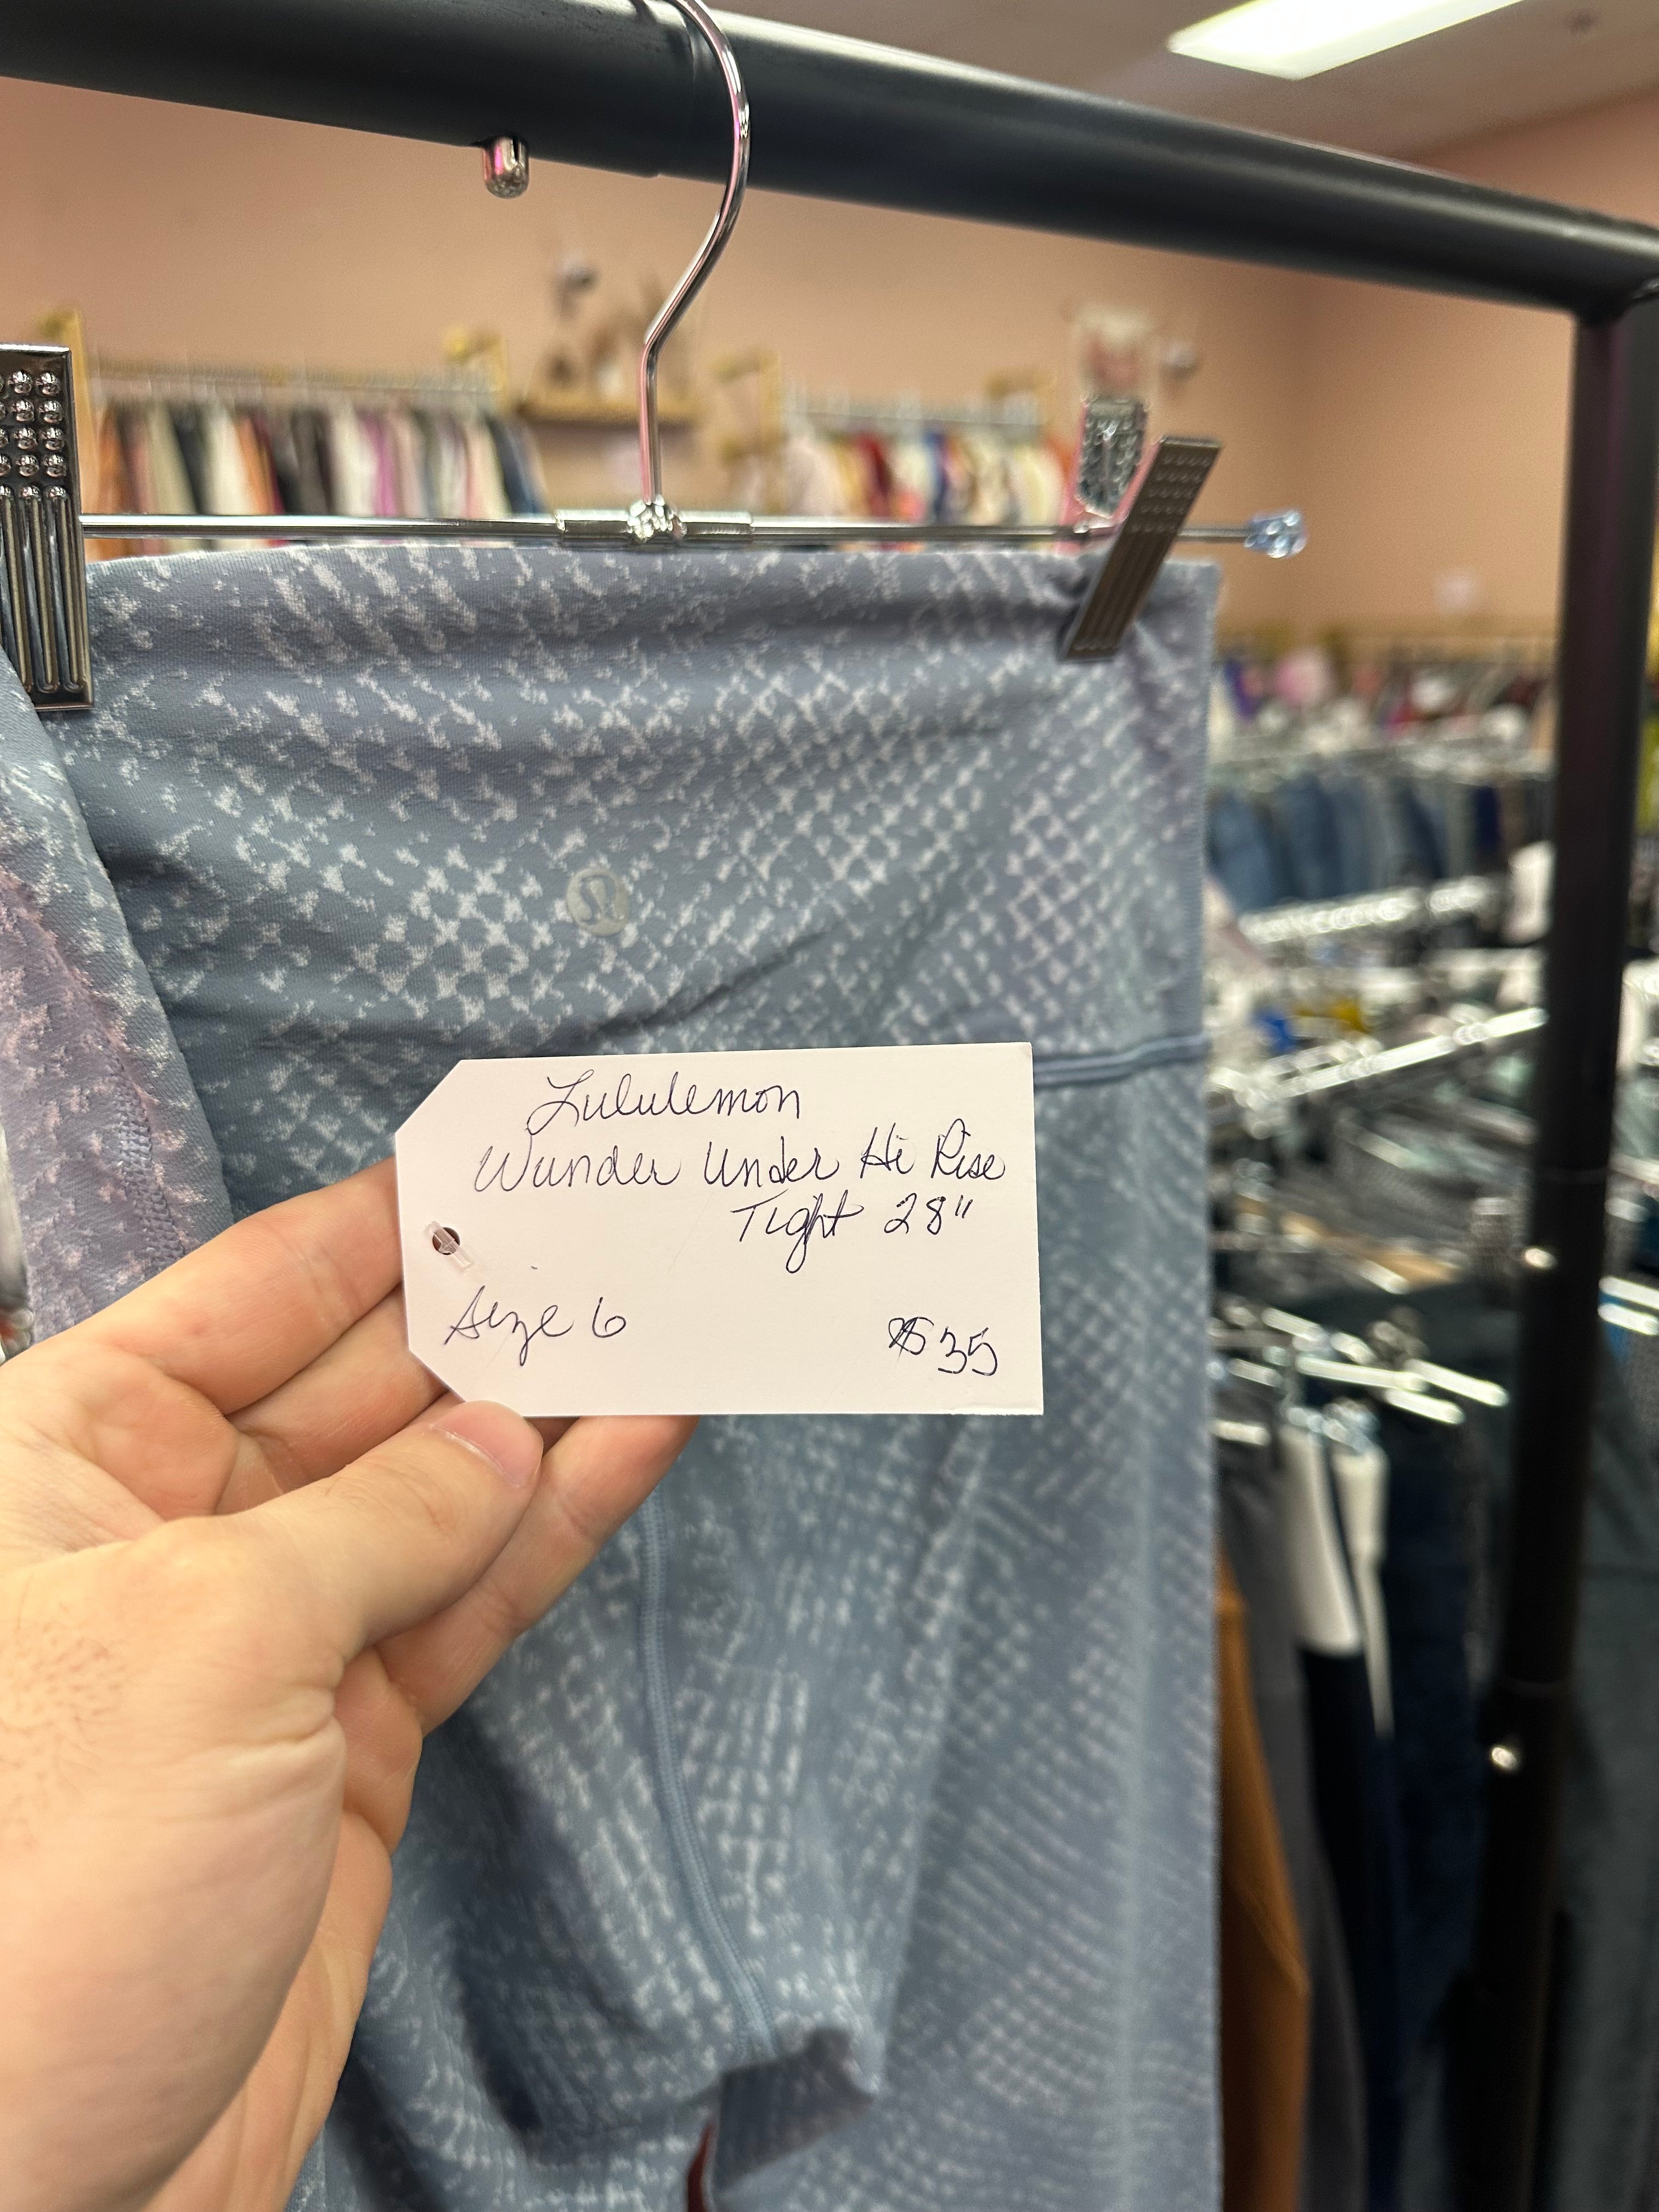 Lululemon
Wunder Under Hi Rise
Tight 28"
Size 6
$35